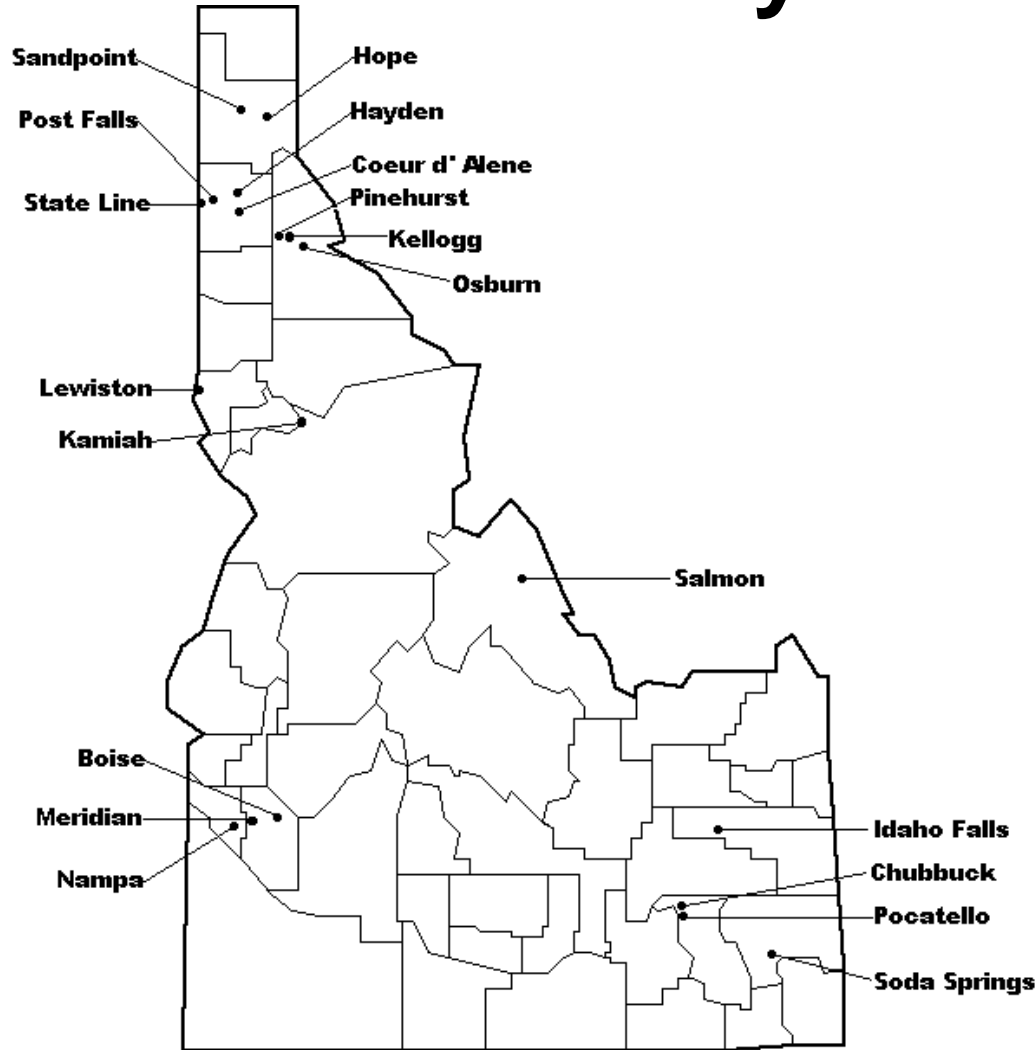 y
Sandpoint
Hope
Post Falls
Hayden
Coeur d' Alene
State Line
Pinehurst
Kellogg
Osburn
Lewiston
Kamiah
Salmon
Boise
Meridian
Idaho Falls
Nampa
Chubbuck
Pocatello
Soda Springs